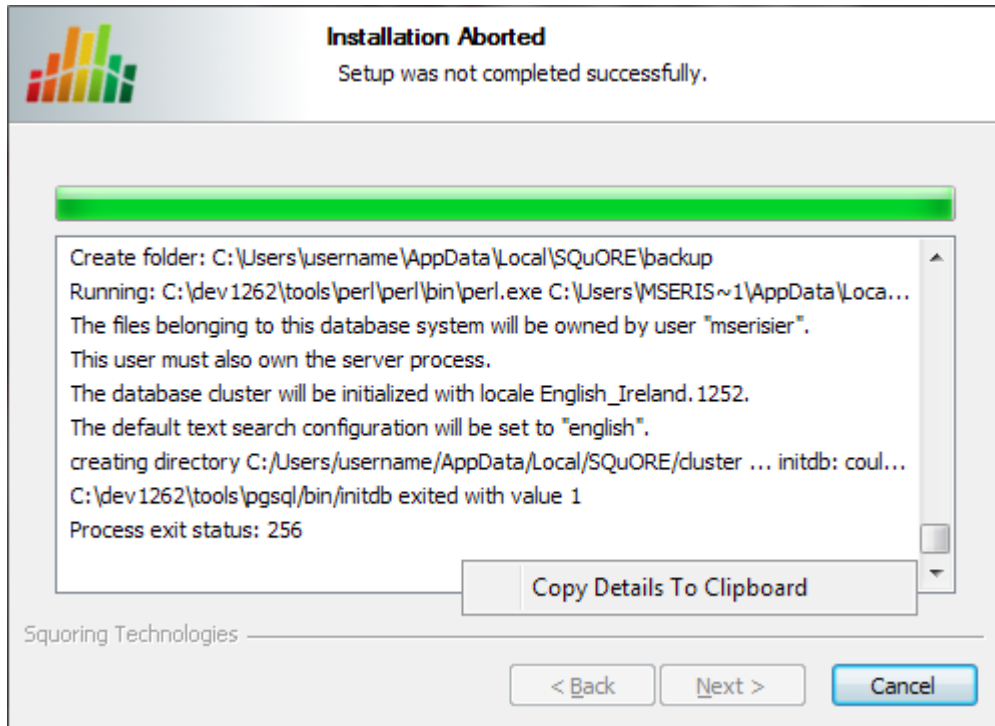 Installation Aborted
Setup was not completed successfully.
Create folder: C:\Users\username\AppData\Local\SQuORE\backup
Running: C:\dev1262\tools\perl\perl\bin\perl.exe C:\Users\MSERIS~1\AppData\Loca...
The files belonging to this database system will be owned by user "mserisier".
This user must also own the server process.
The database cluster will be initialized with locale English_Ireland.1252.
The default text search configuration will be set to "english".
creating directory C:/Users/username/AppData/Local/SQuORE/cluster ... initdb: coul...
C:\dev1262\tools\pgsql/bin/initdb exited with value 1
Process exit status: 256
Copy Details To Clipboard
Squoring Technologies
< Back
Next >
Cancel